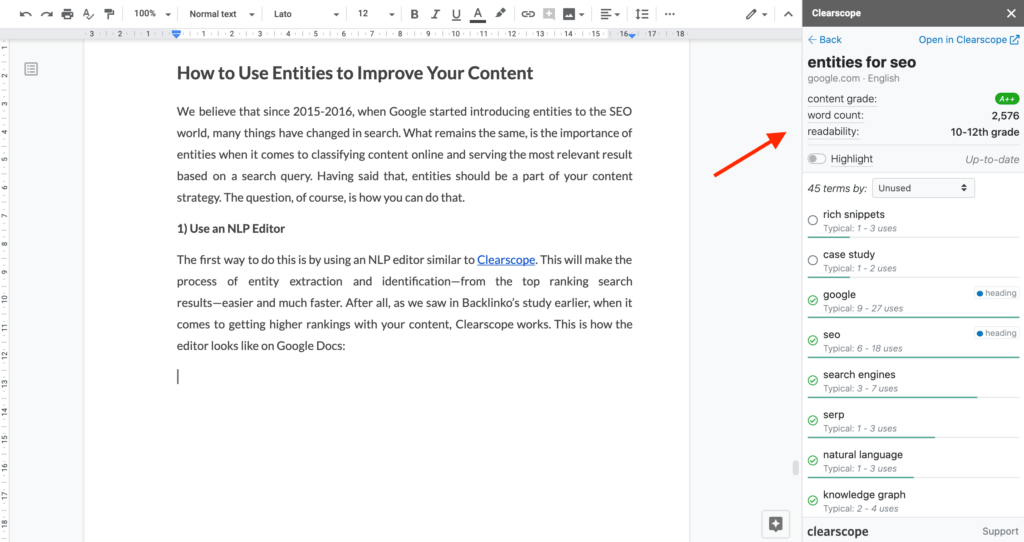 100% Normal text Lato 12 B I U A
3 2 1 1 2 3 4 5 6 7 8 9 10 11 12 13 14 15 16 17 18
How to Use Entities to Improve Your Content
We believe that since 2015-2016, when Google started introducing entities to the SEO
world, many things have changed in search. What remains the same, is the importance of
entities when it comes to classifying content online and serving the most relevant result
based on a search query. Having said that, entities should be a part of your content
strategy. The question, of course, is how you can do that.
1) Use an NLP Editor
The first way to do this is by using an NLP editor similar to Clearscope. This will make the
process of entity extraction and identification—from the top ranking search
results—easier and much faster. After all, as we saw in Backlinko's study earlier, when it
comes to getting higher rankings with your content, Clearscope works. This is how the
editor looks like on Google Docs:
Clearscope
Back Open in Clearscope
entities for seo
google.com · English
content grade: A++
word count: 2,576
readability: 10-12th grade
Highlight Up-to-date
45 terms by: Unused
rich snippets
Typical: 1 - 3 uses
case study
Typical: 1 - 2 uses
google heading
Typical: 9 - 27 uses
seo heading
Typical: 6 - 18 uses
search engines
Typical: 3 - 7 uses
serp
Typical: 1 - 3 uses
natural language
Typical: 1 - 3 uses
knowledge graph
Typical: 2 - 4 uses
clearscope Support